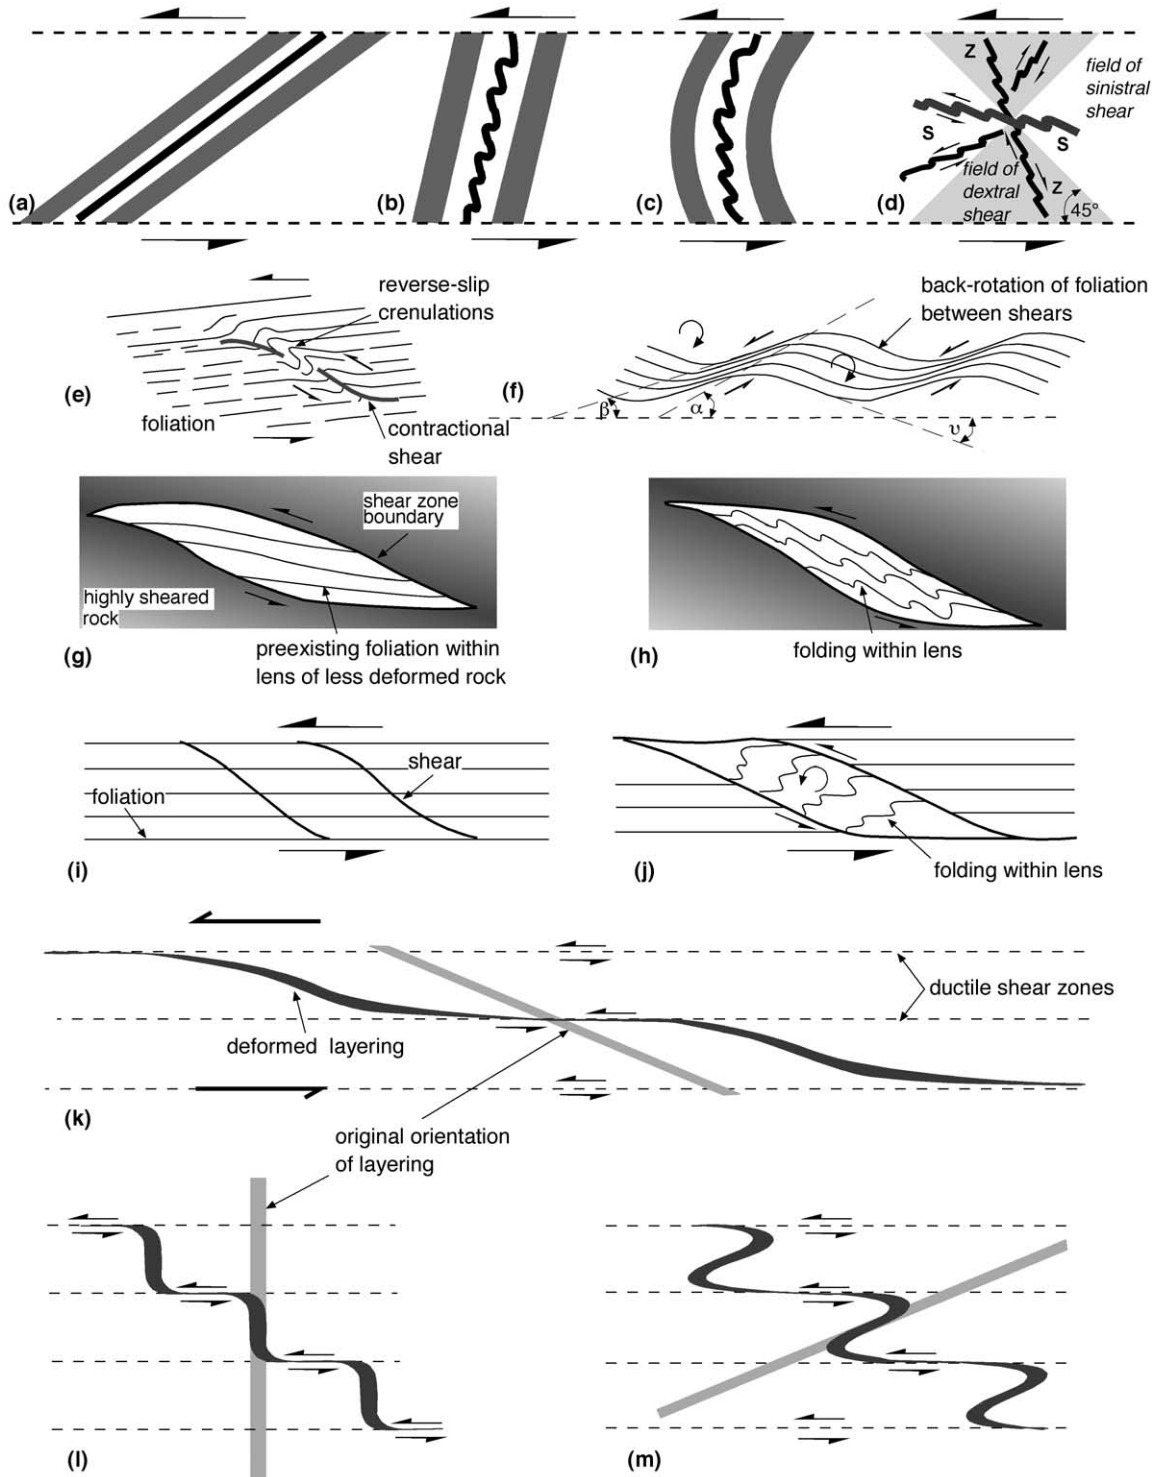 (a)
(b)
(c)
(d)
Z
field of
sinistral
shear
S
S
field of
dextral
shear
Z
45°
reverse-slip
crenulations
(e)
foliation
contractional
shear
back-rotation of foliation
between shears
(f)
β
α
υ
shear zone
boundary
highly sheared
rock
(g)
preexisting foliation within
lens of less deformed rock
(h)
folding within lens
shear
foliation
(i)
(j)
folding within lens
ductile shear zones
deformed layering
(k)
original orientation
of layering
(l)
(m)